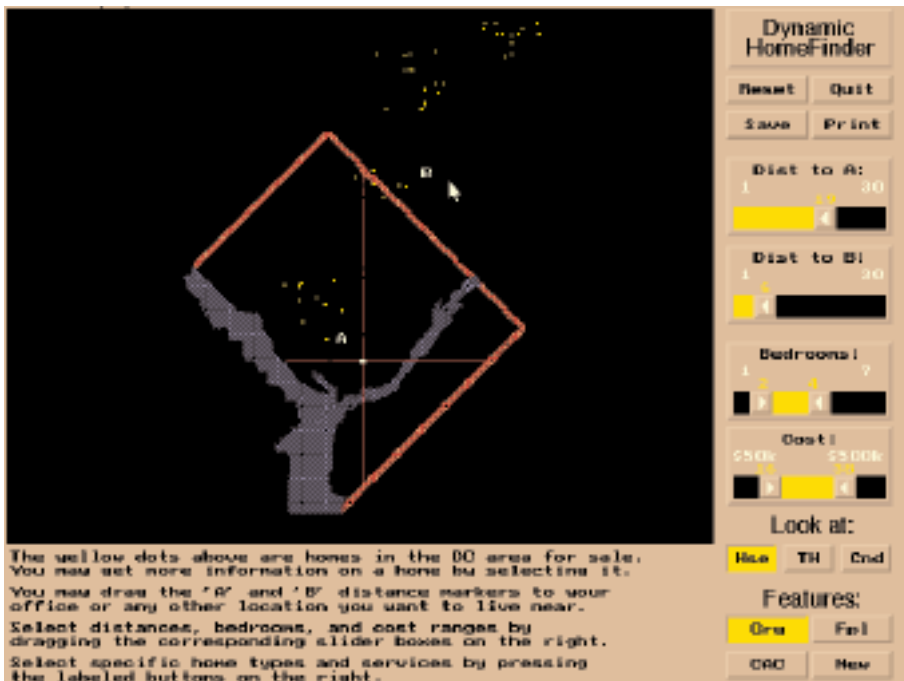 Dynamic
HomeFinder
Reset Quit
Save Print
Dist to A:
1 30
B
Dist to B:
1 30
A
Bedrooms:
1 7
2 4
Cost:
$50k $500k
Look at:
The yellow dots above are homes in the DC area for sale.
You may get more information on a home by selecting it.
Hse TH Cnd
You may drag the 'A' and 'B' distance markers to your
office or any other location you want to live near.
Features:
Select distances, bedrooms, and cost ranges by
dragging the corresponding slider boxes on the right.
Grg Fpl
Select specific home types and services by pressing
the labeled buttons on the right.
CAC New